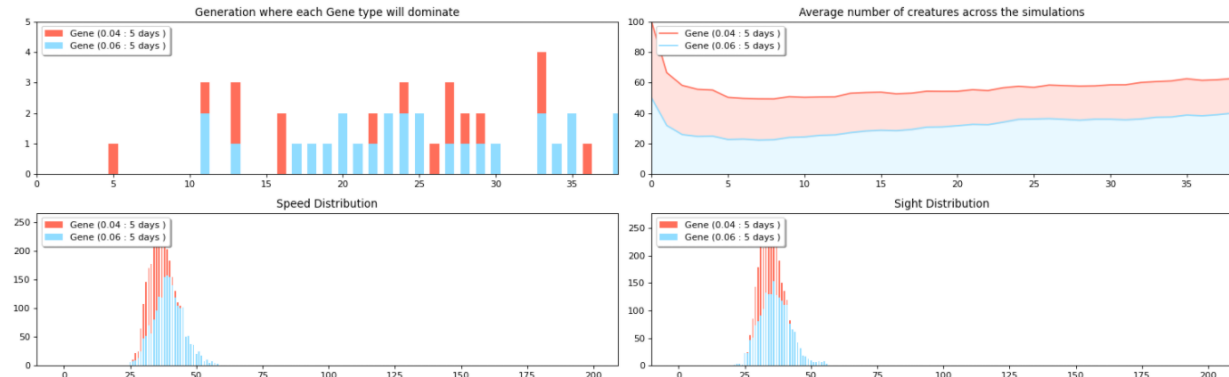 Generation where each Gene type will dominate
Gene (0.04 : 5 days )
Gene (0.06 : 5 days )
5
4
3
2
1
0
0 5 10 15 20 25 30 35
Average number of creatures across the simulations
Gene (0.04 : 5 days )
Gene (0.06 : 5 days )
100
80
60
40
20
0
0 5 10 15 20 25 30 35
Speed Distribution
Gene (0.04 : 5 days )
Gene (0.06 : 5 days )
250
200
150
100
50
0
0 25 50 75 100 125 150 175 200
Sight Distribution
Gene (0.04 : 5 days )
Gene (0.06 : 5 days )
250
200
150
100
50
0
0 25 50 75 100 125 150 175 200